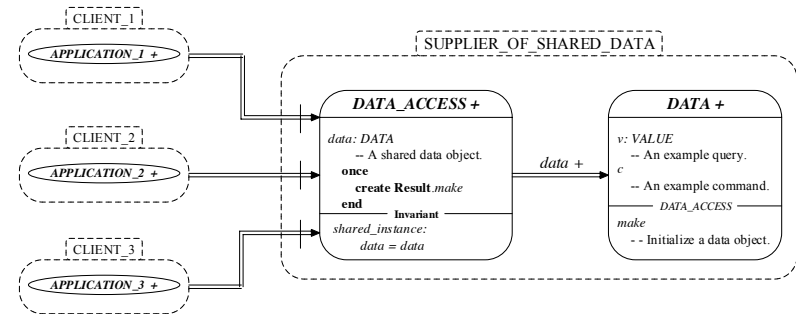 CLIENT_1
APPLICATION_1 +
CLIENT_2
APPLICATION_2 +
CLIENT_3
APPLICATION_3 +
SUPPLIER_OF_SHARED_DATA
DATA_ACCESS +
data: DATA
-- A shared data object.
once
create Result.make
end
Invariant
shared_instance:
data = data
data +
DATA +
v: VALUE
-- An example query.
c
-- An example command.
DATA_ACCESS
make
- - Initialize a data object.